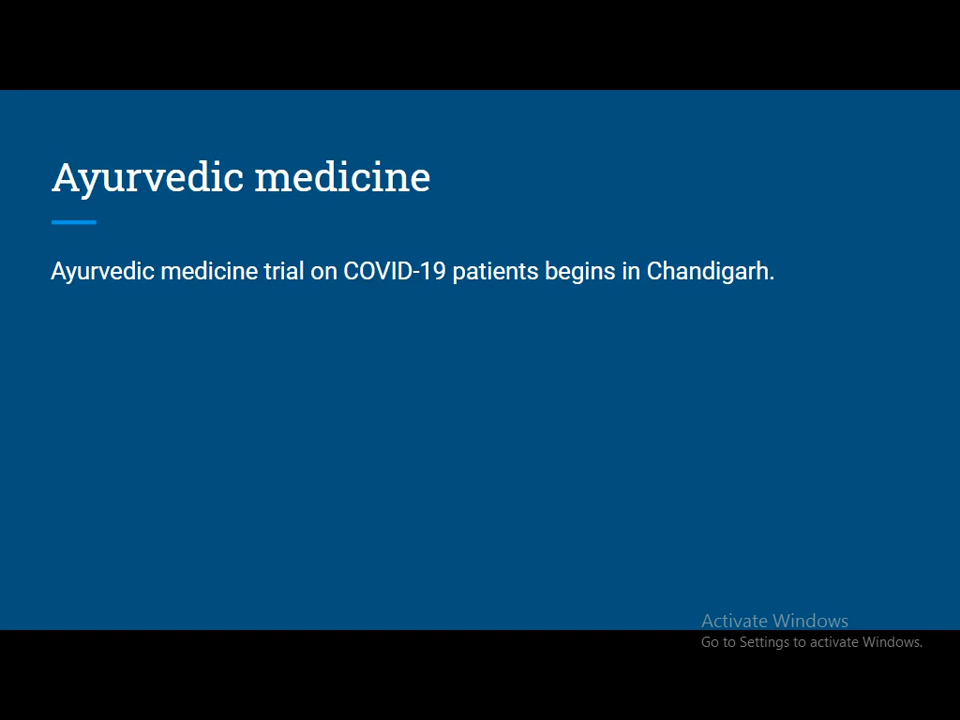 Ayurvedic medicine
Ayurvedic medicine trial on COVID-19 patients begins in Chandigarh.
Activate Windows
Go to Settings to activate Windows.